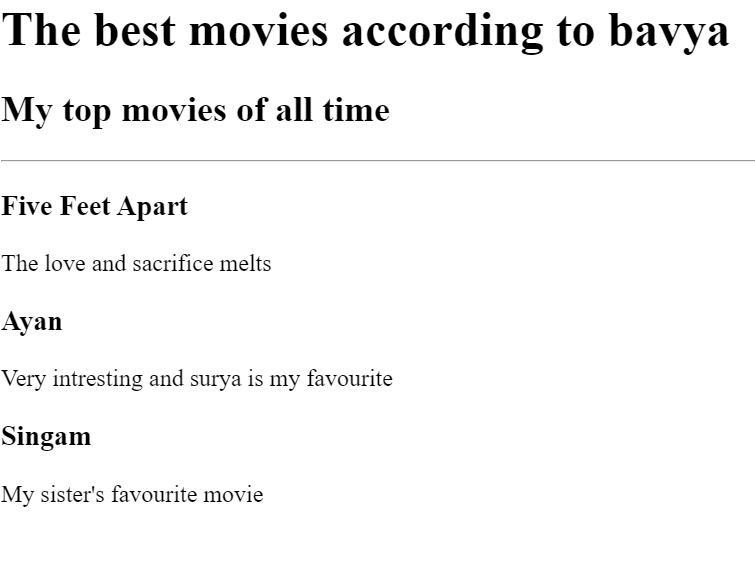 The best movies according to bavya
My top movies of all time
Five Feet Apart
The love and sacrifice melts
Ayan
Very intresting and surya is my favourite
Singam
My sister's favourite movie